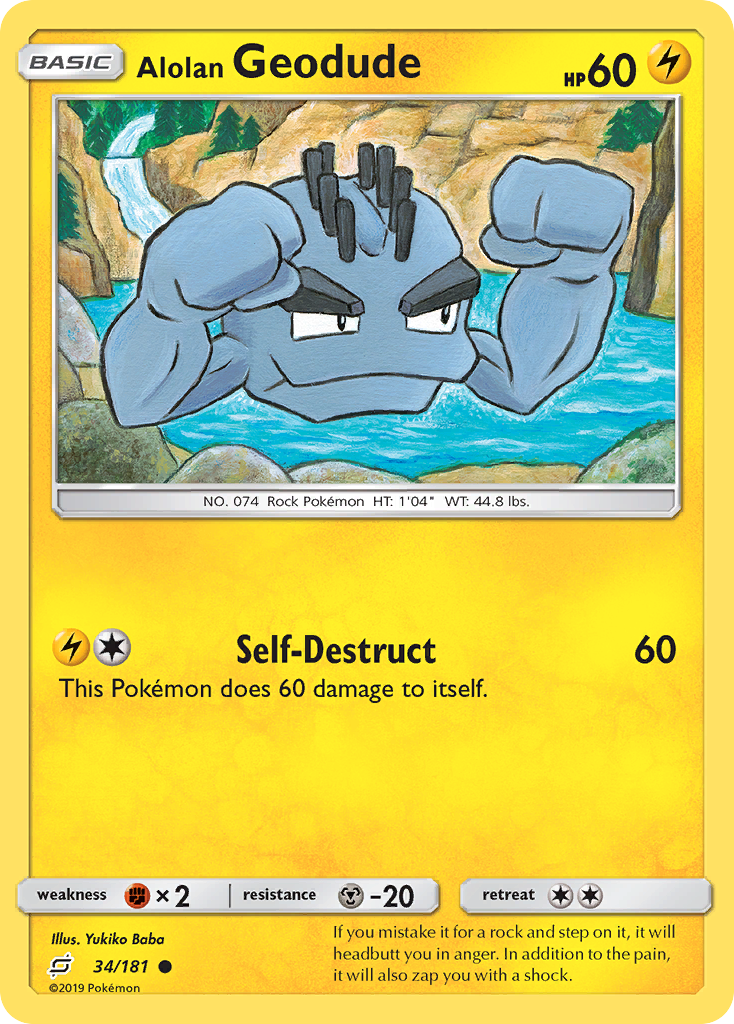 BASIC
Alolan Geodude
HP60
NO. 074 Rock Pokémon HT: 1'04" WT: 44.8 lbs.
Self-Destruct 60
This Pokémon does 60 damage to itself.
weakness ×2 resistance -20 retreat
Illus. Yukiko Baba
34/181
©2019 Pokémon
If you mistake it for a rock and step on it, it will
headbutt you in anger. In addition to the pain,
it will also zap you with a shock.